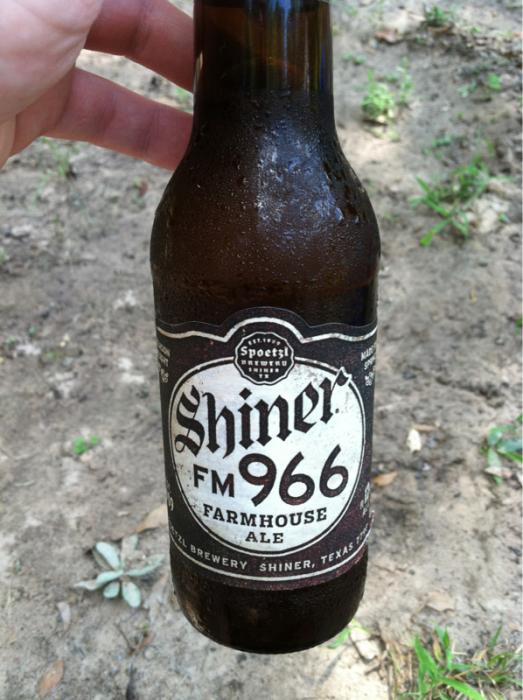 EST. 1909
Spoetzl
BREWERY
SHINER
TX
Shiner
FM 966
FARMHOUSE
ALE
BREWERY SHINER, TEXAS